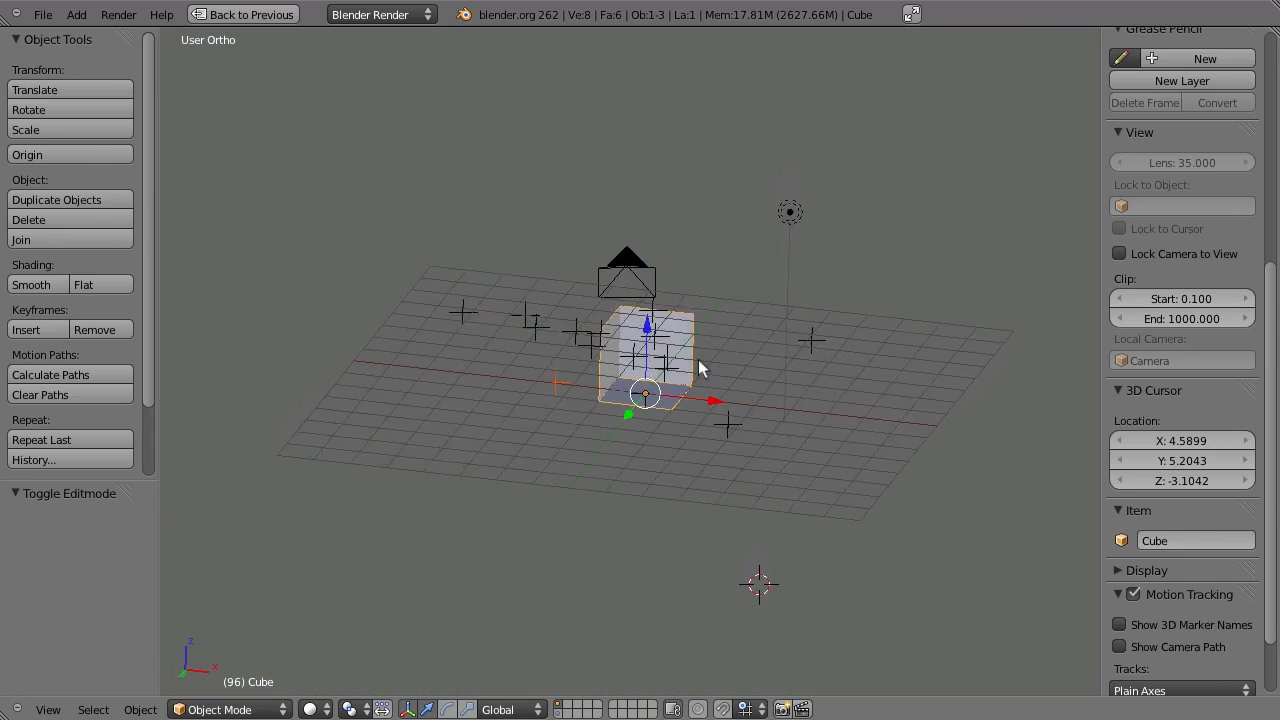 File Add Render Help Back to Previous Blender Render blender.org 262 | Ve:8 | Fa:6 | Ob:1-3 | La:1 | Mem:17.81M (2627.66M) | Cube
Object Tools
Transform:
Translate
Rotate
Scale
Origin
Object:
Duplicate Objects
Delete
Join
Shading:
Smooth Flat
Keyframes:
Insert Remove
Motion Paths:
Calculate Paths
Clear Paths
Repeat:
Repeat Last
History...
Toggle Editmode
User Ortho
z
x
y
(96) Cube
Grease Pencil
New
New Layer
Delete Frame Convert
View
Lens: 35.000
Lock to Object:
Lock to Cursor
Lock Camera to View
Clip:
Start: 0.100
End: 1000.000
Local Camera:
Camera
3D Cursor
Location:
X: 4.5899
Y: 5.2043
Z: -3.1042
Item
Cube
Display
Motion Tracking
Show 3D Marker Names
Show Camera Path
Tracks:
Plain Axes
View Select Object Object Mode Global